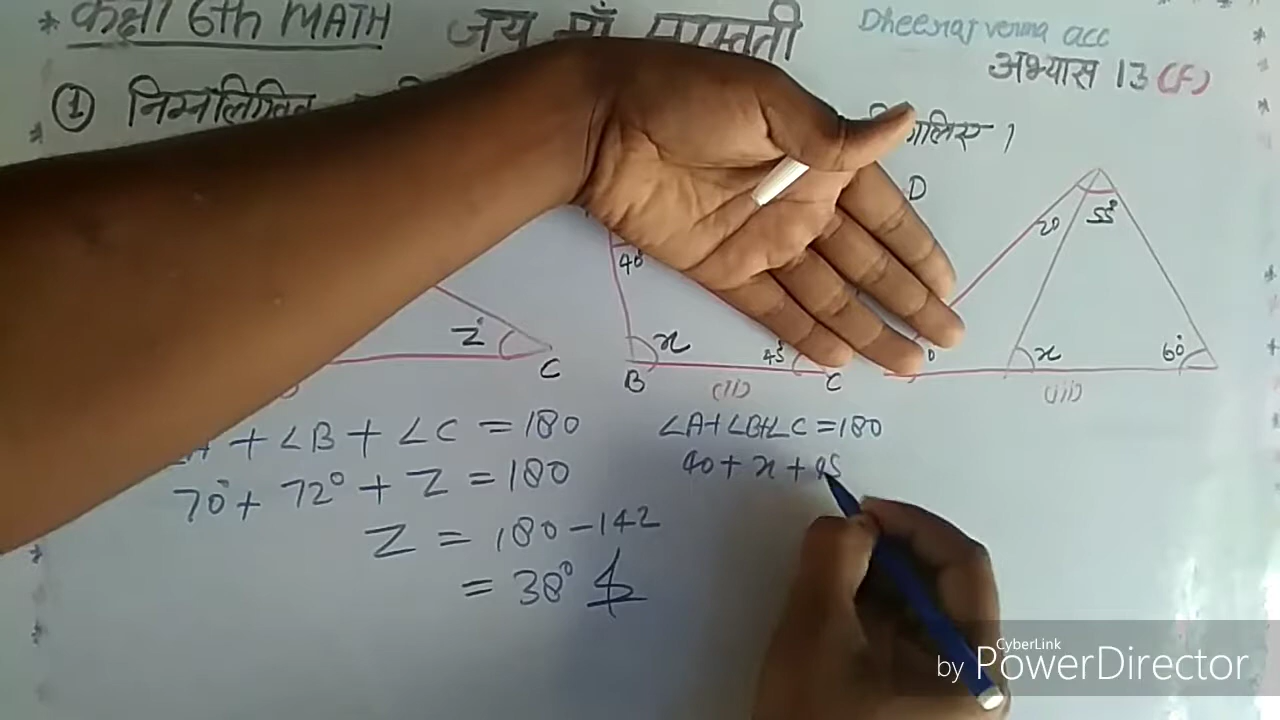 * कक्षा 6th MATH
जय माँ सरस्वती
Dheeraj verma acc
अभ्यास 13 (F)
① निम्नलिखित
D
20
55°
40°
Z°
x
45
x
60°
C
B
(ii)
C
(iii)
+ ∠B + ∠C = 180
70° + 72° + Z = 180
Z = 180 - 142
= 38°
∠A+∠B+∠C = 180
40 + x + 45
CyberLink
by PowerDirector